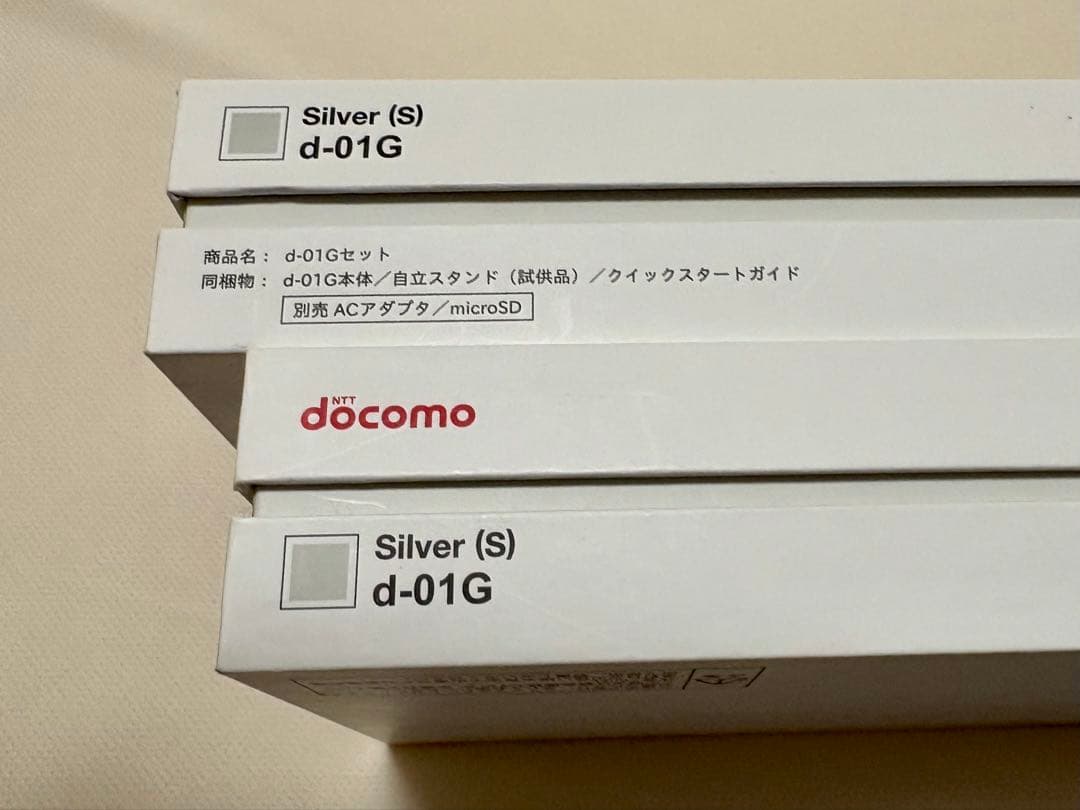 Silver (S)
d-01G
商品名： d-01Gセット
同梱物： d-01G本体／自立スタンド（試供品）／クイックスタートガイド
別売 ACアダプタ／microSD
NTT
docomo
Silver (S)
d-01G